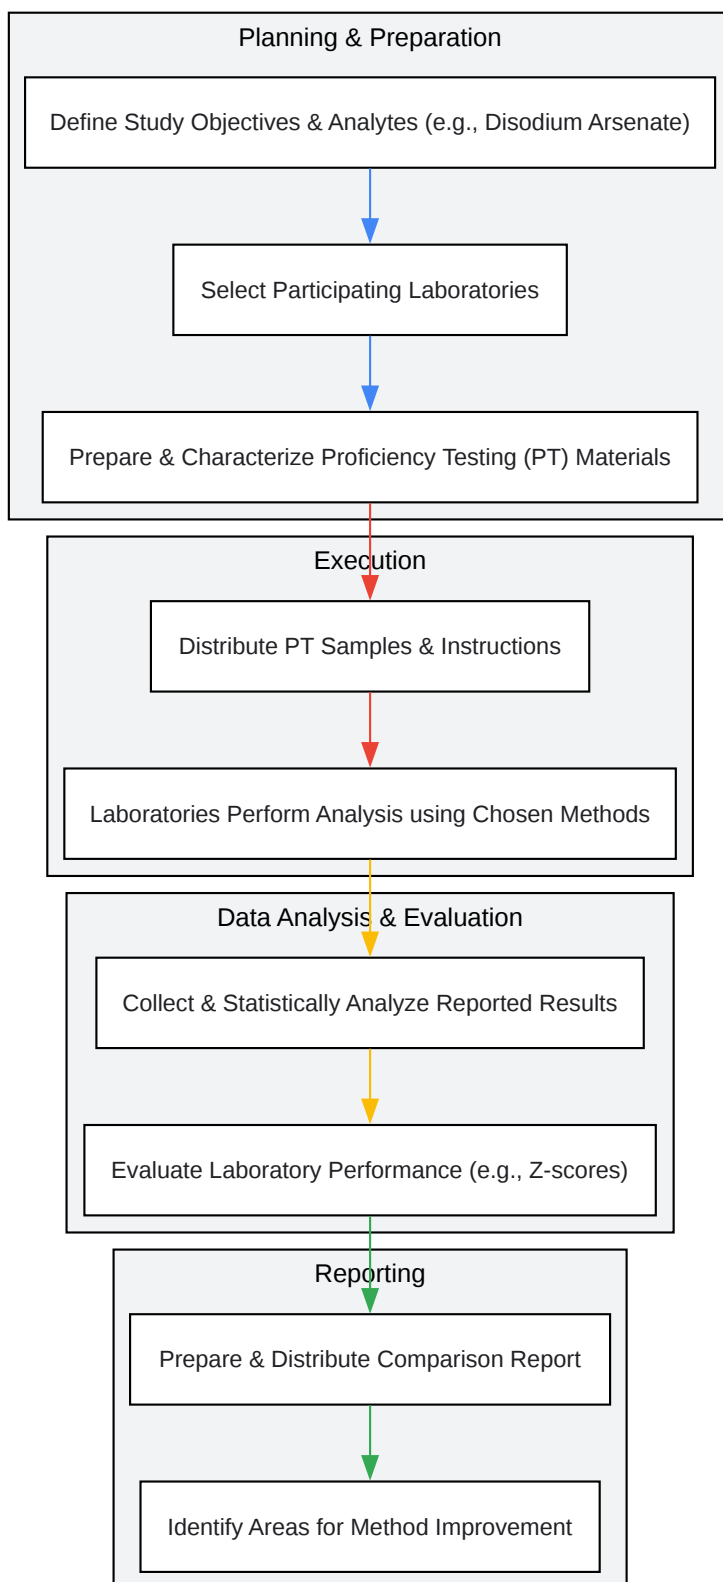 Planning & Preparation
Define Study Objectives & Analytes (e.g., Disodium Arsenate)
Select Participating Laboratories
Prepare & Characterize Proficiency Testing (PT) Materials
Execution
Distribute PT Samples & Instructions
Laboratories Perform Analysis using Chosen Methods
Data Analysis & Evaluation
Collect & Statistically Analyze Reported Results
Evaluate Laboratory Performance (e.g., Z-scores)
Reporting
Prepare & Distribute Comparison Report
Identify Areas for Method Improvement